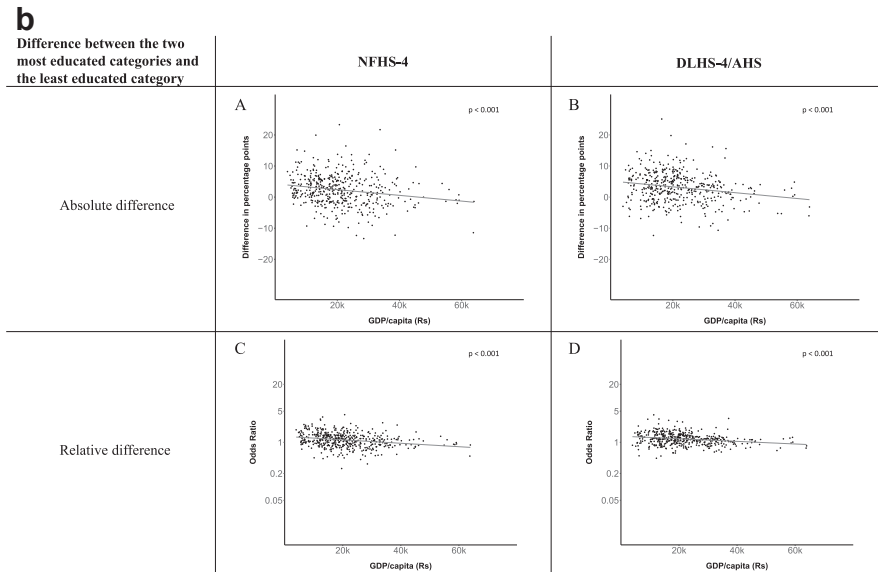 b
Difference between the two
most educated categories and
the least educated category
NFHS-4
DLHS-4/AHS
Absolute difference
A
p < 0.001
Difference in percentage points
20
10
0
−10
−20
20k
40k
60k
GDP/capita (Rs)
B
p < 0.001
Difference in percentage points
20
10
0
−10
−20
20k
40k
60k
GDP/capita (Rs)
Relative difference
C
p < 0.001
Odds Ratio
20
5
1
0.2
0.05
20k
40k
60k
GDP/capita (Rs)
D
p < 0.001
Odds Ratio
20
5
1
0.2
0.05
20k
40k
60k
GDP/capita (Rs)